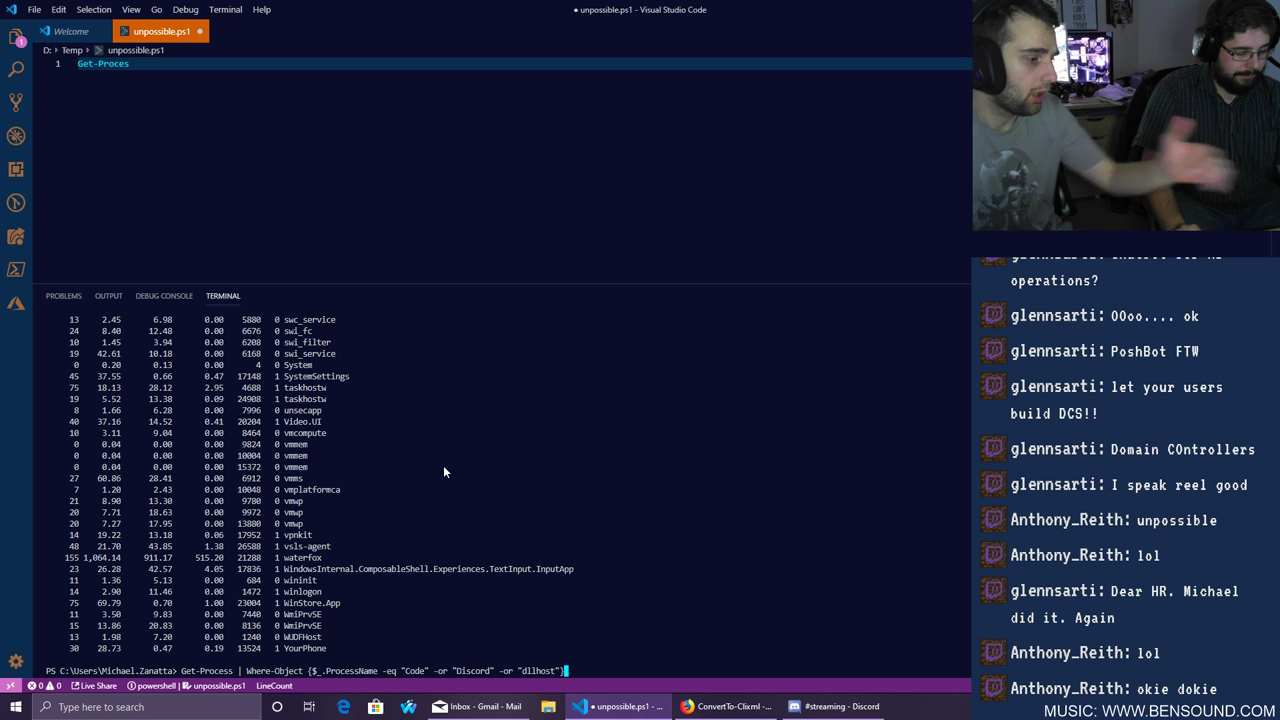 File Edit Selection View Go Debug Terminal Help
● unpossible.ps1 - Visual Studio Code
Welcome
unpossible.ps1
D: > Temp > unpossible.ps1
1 Get-Proces
PROBLEMS OUTPUT DEBUG CONSOLE TERMINAL
13 2.45 6.98 0.00 5880 0 swc_service
24 8.40 12.48 0.00 6676 0 swi_fc
10 1.45 3.94 0.00 6208 0 swi_filter
19 42.61 10.18 0.00 6168 0 swi_service
0 0.20 0.13 0.00 4 0 System
45 37.55 0.66 0.47 17148 1 SystemSettings
75 18.13 28.12 2.95 4688 1 taskhostw
19 5.52 13.38 0.09 24908 1 taskhostw
8 1.66 6.28 0.00 7996 0 unsecapp
40 37.16 14.52 0.41 20204 1 Video.UI
10 3.11 9.04 0.00 8464 0 vmcompute
0 0.04 0.00 0.00 9824 0 vmmem
0 0.04 0.00 0.00 10004 0 vmmem
0 0.04 0.00 0.00 15372 0 vmmem
27 60.86 28.41 0.00 6912 0 vmms
7 1.20 2.43 0.00 10048 0 vmplatformca
21 8.90 13.30 0.00 9780 0 vmwp
20 7.71 18.63 0.00 9972 0 vmwp
20 7.27 17.95 0.00 13880 0 vmwp
14 19.22 13.18 0.06 17952 1 vpnkit
48 21.70 43.85 1.38 26588 1 vsls-agent
155 1,064.14 911.17 515.20 21288 1 waterfox
23 26.28 42.57 4.05 17836 1 WindowsInternal.ComposableShell.Experiences.TextInput.InputApp
11 1.36 5.13 0.00 684 0 wininit
14 2.90 11.46 0.00 1472 1 winlogon
75 69.79 0.70 1.00 23004 1 WinStore.App
11 3.50 9.83 0.00 7440 0 WmiPrvSE
15 13.86 20.83 0.00 8136 0 WmiPrvSE
13 1.98 7.20 0.00 1240 0 WUDFHost
30 28.73 0.47 0.19 13524 1 YourPhone
PS C:\Users\Michael.Zanatta> Get-Process | Where-Object {$_.ProcessName -eq "Code" -or "Discord" -or "dllhost"}
0 0 Live Share powershell | unpossible.ps1 LineCount
Type here to search
Inbox - Gmail - Mail
● unpossible.ps1 - ...
ConvertTo-Clixml -...
#streaming - Discord
operations?
glennsarti: OOoo.... ok
glennsarti: PoshBot FTW
glennsarti: let your users
build DCS!!
glennsarti: Domain COntrollers
glennsarti: I speak reel good
Anthony_Reith: unpossible
Anthony_Reith: lol
glennsarti: Dear HR. Michael
did it. Again
Anthony_Reith: lol
Anthony_Reith: okie dokie
MUSIC: WWW.BENSOUND.COM